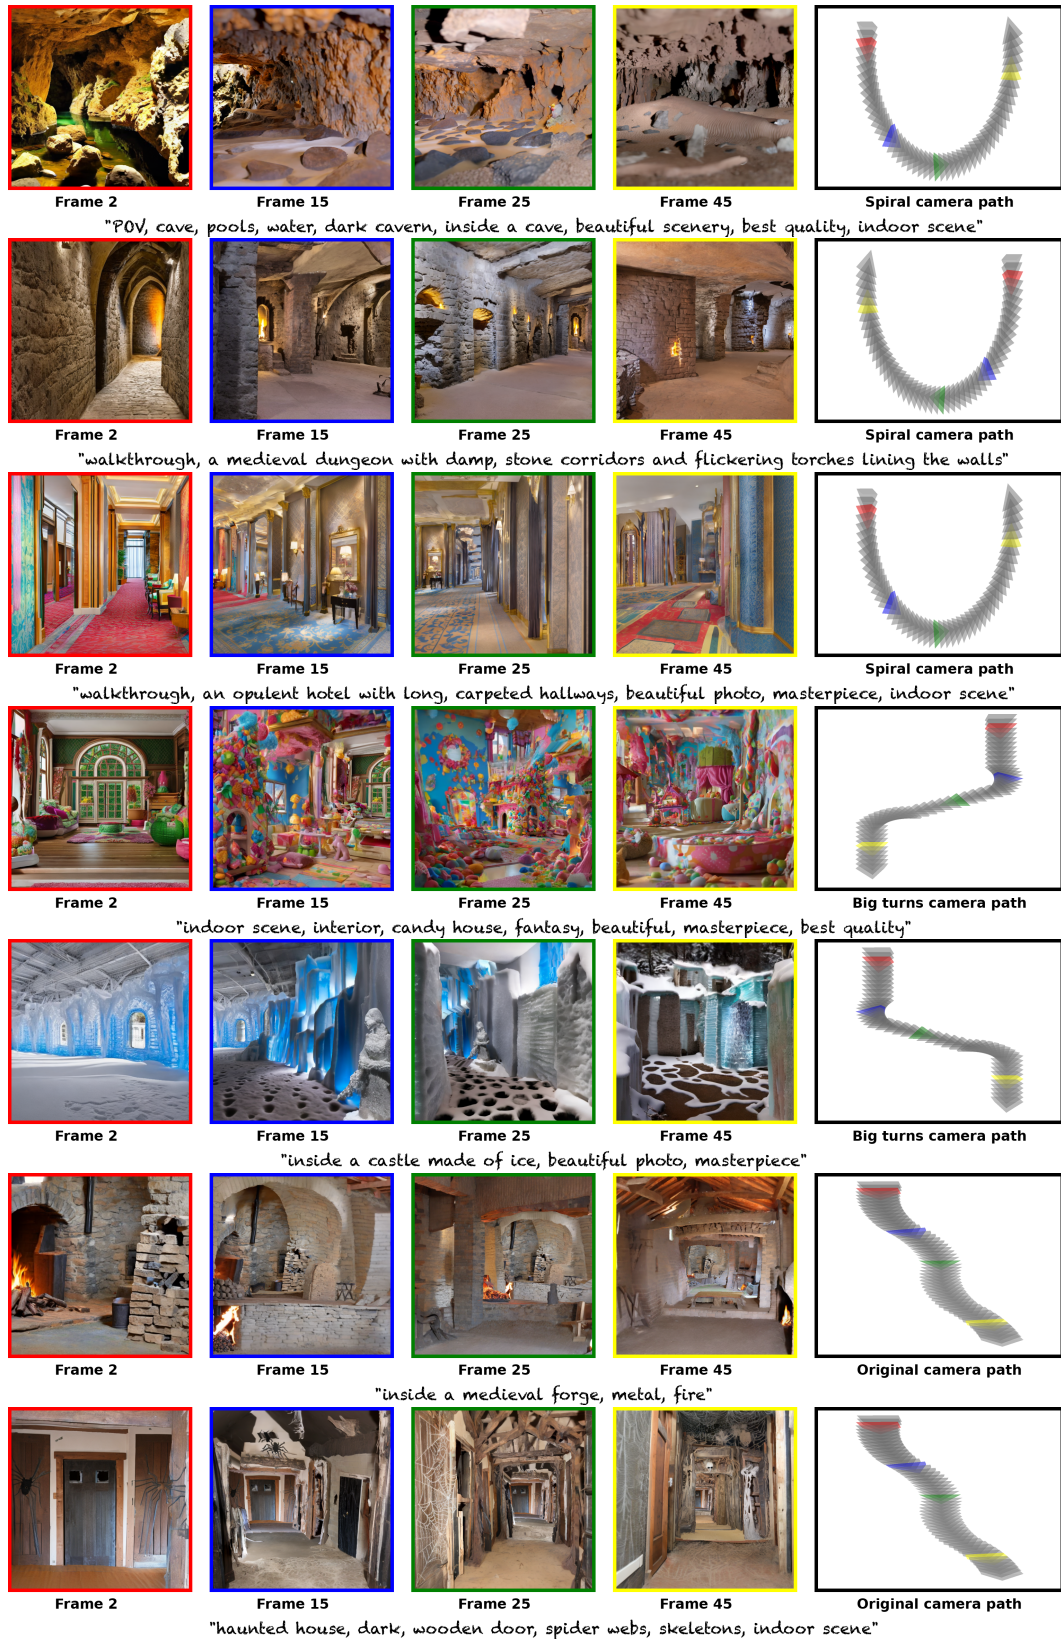 Frame 2 Frame 15 Frame 25 Frame 45 Spiral camera path
"POV, cave, pools, water, dark cavern, inside a cave, beautiful scenery, best quality, indoor scene"
Frame 2 Frame 15 Frame 25 Frame 45 Spiral camera path
"walkthrough, a medieval dungeon with damp, stone corridors and flickering torches lining the walls"
Frame 2 Frame 15 Frame 25 Frame 45 Spiral camera path
"walkthrough, an opulent hotel with long, carpeted hallways, beautiful photo, masterpiece, indoor scene"
Frame 2 Frame 15 Frame 25 Frame 45 Big turns camera path
"indoor scene, interior, candy house, fantasy, beautiful, masterpiece, best quality"
Frame 2 Frame 15 Frame 25 Frame 45 Big turns camera path
"inside a castle made of ice, beautiful photo, masterpiece"
Frame 2 Frame 15 Frame 25 Frame 45 Original camera path
"inside a medieval forge, metal, fire"
Frame 2 Frame 15 Frame 25 Frame 45 Original camera path
"haunted house, dark, wooden door, spider webs, skeletons, indoor scene"